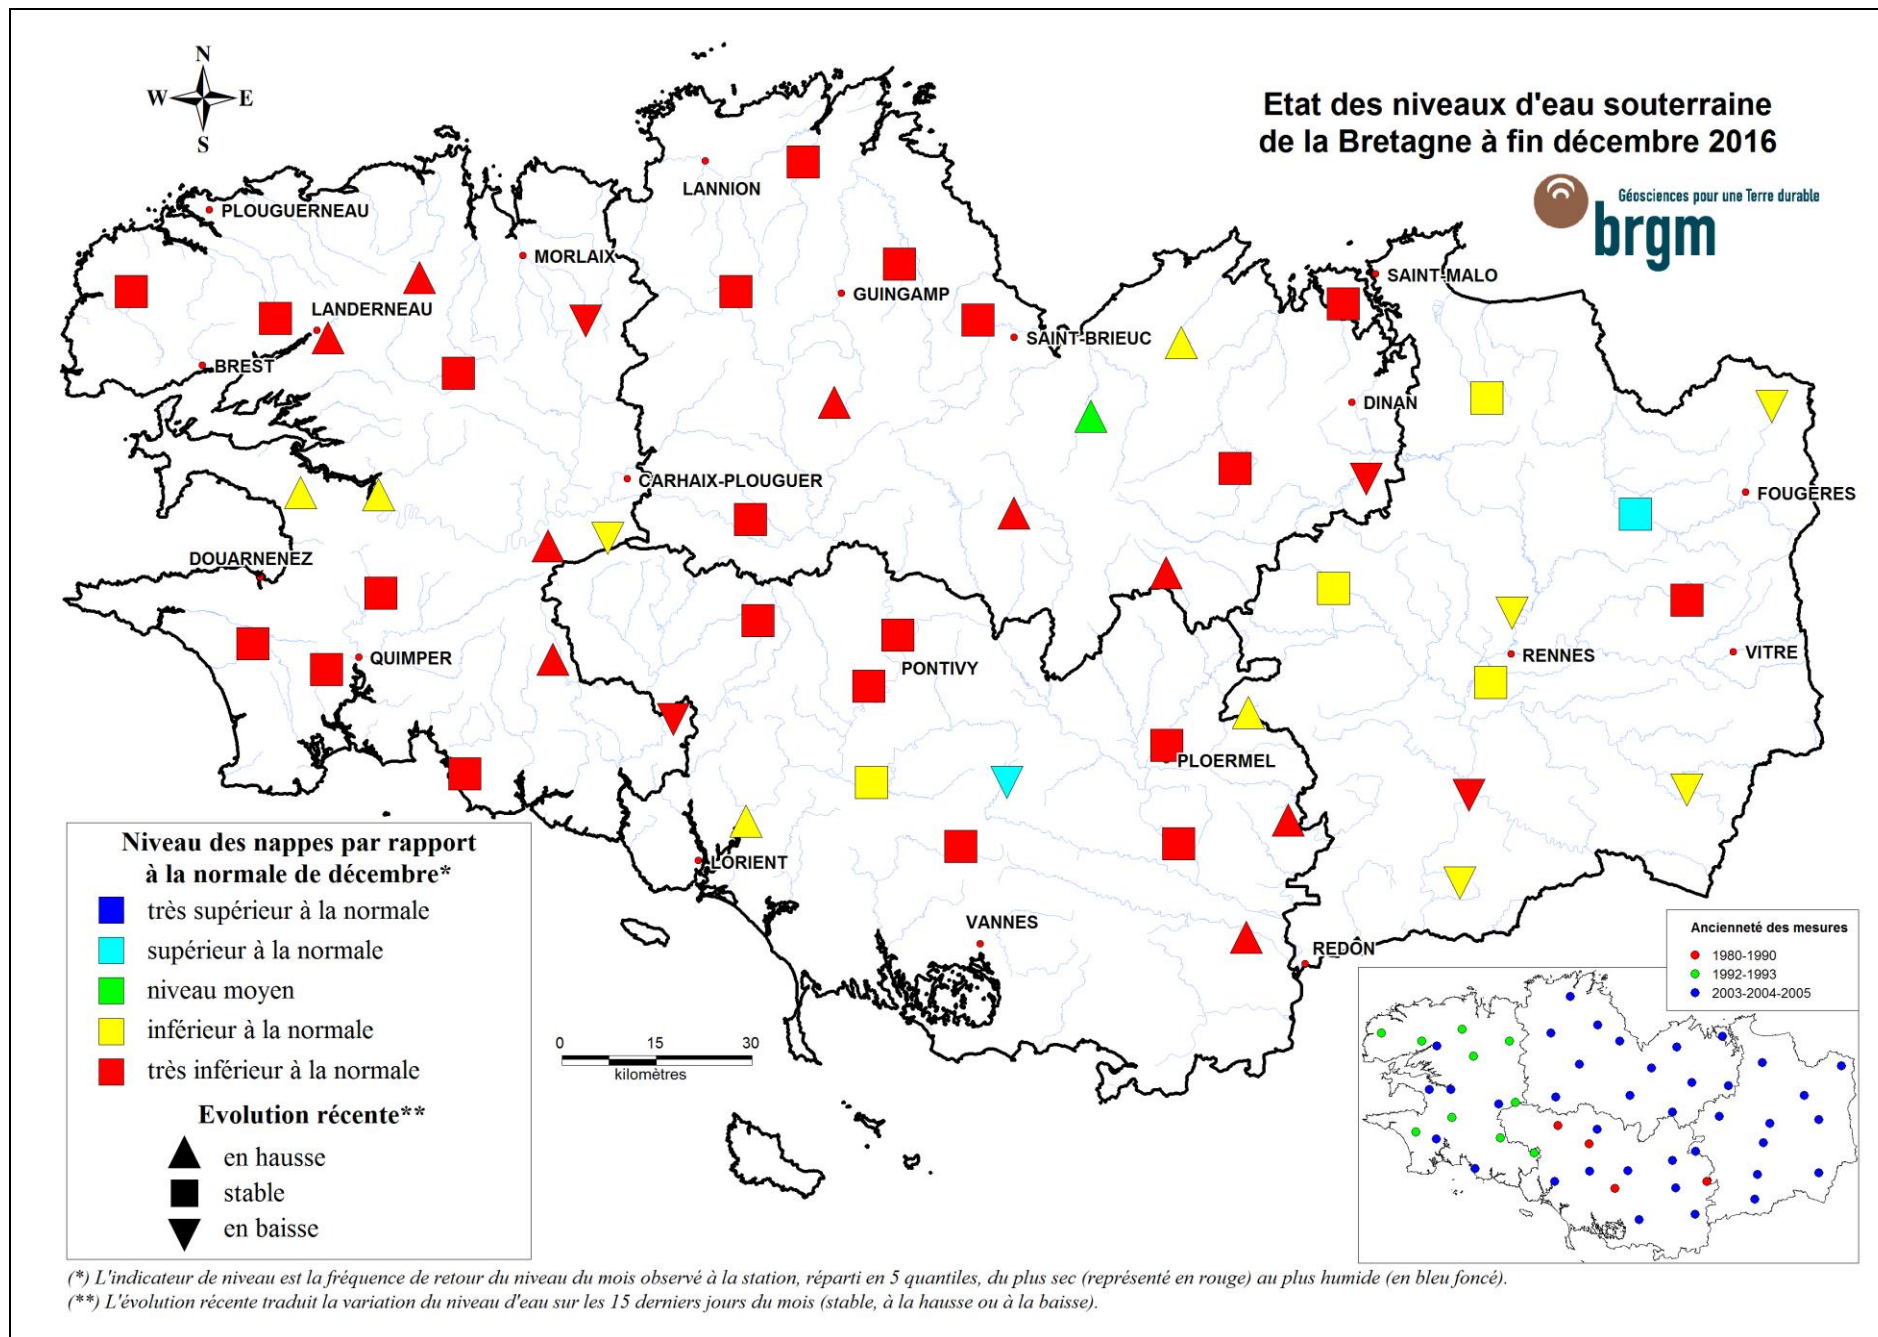 N
W E
S
Etat des niveaux d'eau souterraine
de la Bretagne à fin décembre 2016
Géosciences pour une Terre durable
brgm
LANNION
PLOUGUERNEAU
MORLAIX
SAINT-MALO
GUINGAMP
LANDERNEAU
SAINT-BRIEUC
BREST
DINAN
CARHAIX-PLOUGUER
FOUGERES
DOUARNENEZ
QUIMPER
PONTIVY
RENNES
VITRE
PLOERMEL
LORIENT
VANNES
REDON
Niveau des nappes par rapport
à la normale de décembre*
très supérieur à la normale
supérieur à la normale
niveau moyen
inférieur à la normale
très inférieur à la normale
Evolution récente**
en hausse
stable
en baisse
0 15 30
kilomètres
Ancienneté des mesures
1980-1990
1992-1993
2003-2004-2005
(*) L'indicateur de niveau est la fréquence de retour du niveau du mois observé à la station, réparti en 5 quantiles, du plus sec (représenté en rouge) au plus humide (en bleu foncé).
(**) L'évolution récente traduit la variation du niveau d'eau sur les 15 derniers jours du mois (stable, à la hausse ou à la baisse).